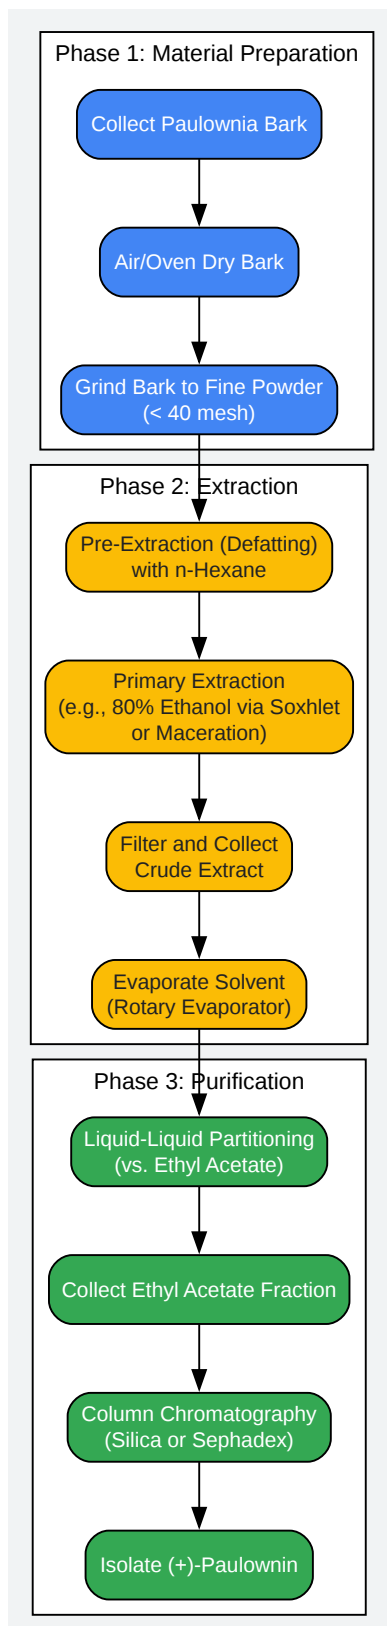 Phase 1: Material Preparation
Collect Paulownia Bark
Air/Oven Dry Bark
Grind Bark to Fine Powder
(< 40 mesh)
Phase 2: Extraction
Pre-Extraction (Defatting)
with n-Hexane
Primary Extraction
(e.g., 80% Ethanol via Soxhlet
or Maceration)
Filter and Collect
Crude Extract
Evaporate Solvent
(Rotary Evaporator)
Phase 3: Purification
Liquid-Liquid Partitioning
(vs. Ethyl Acetate)
Collect Ethyl Acetate Fraction
Column Chromatography
(Silica or Sephadex)
Isolate (+)-Paulownin